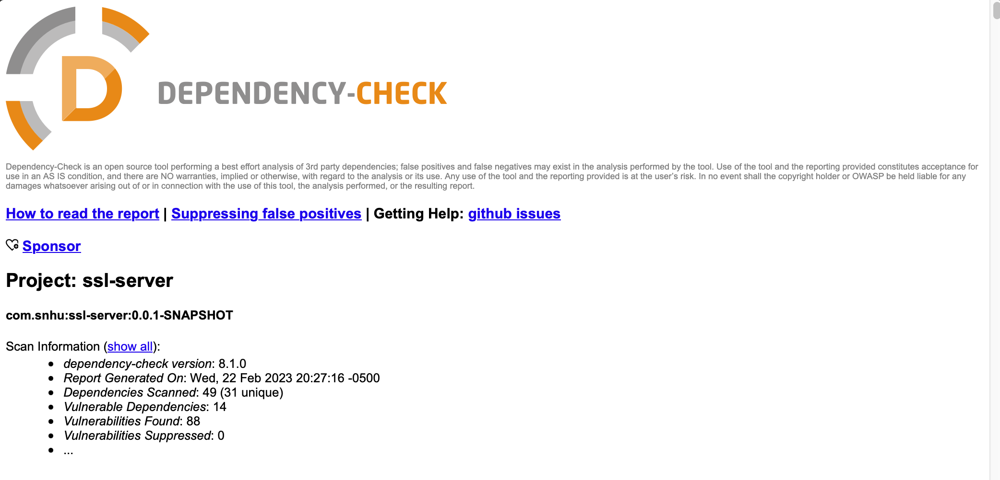 D
DEPENDENCY-CHECK
Dependency-Check is an open source tool performing a best effort analysis of 3rd party dependencies; false positives and false negatives may exist in the analysis performed by the tool. Use of the tool and the reporting provided constitutes acceptance for
use in an AS IS condition, and there are NO warranties, implied or otherwise, with regard to the analysis or its use. Any use of the tool and the reporting provided is at the user’s risk. In no event shall the copyright holder or OWASP be held liable for any
damages whatsoever arising out of or in connection with the use of this tool, the analysis performed, or the resulting report.
How to read the report | Suppressing false positives | Getting Help: github issues
Sponsor
Project: ssl-server
com.snhu:ssl-server:0.0.1-SNAPSHOT
Scan Information (show all):
• dependency-check version: 8.1.0
• Report Generated On: Wed, 22 Feb 2023 20:27:16 -0500
• Dependencies Scanned: 49 (31 unique)
• Vulnerable Dependencies: 14
• Vulnerabilities Found: 88
• Vulnerabilities Suppressed: 0
• ...